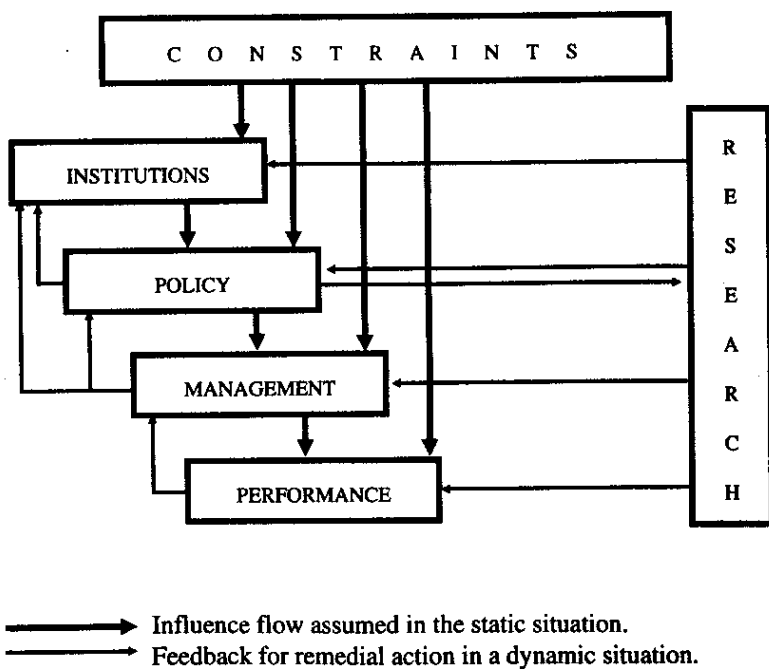 C O N S T R A I N T S
INSTITUTIONS
POLICY
MANAGEMENT
PERFORMANCE
R
E
S
E
A
R
C
H
Influence flow assumed in the static situation.
Feedback for remedial action in a dynamic situation.